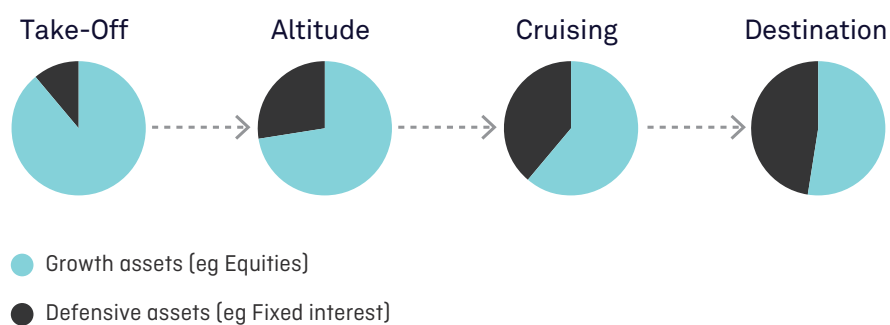 Take-Off
Altitude
Cruising
Destination
Growth assets (eg Equities)
Defensive assets (eg Fixed interest)